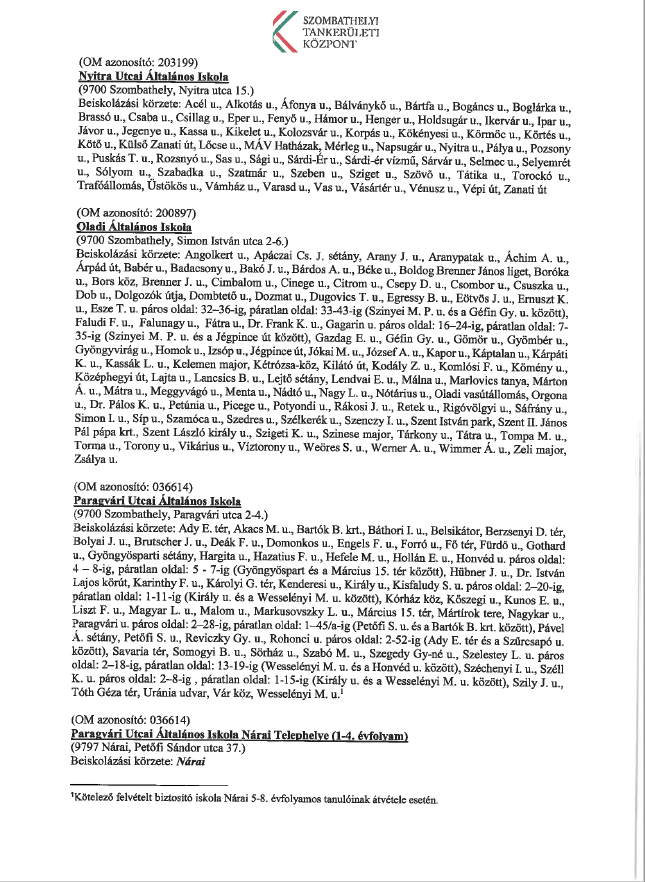 SZOMBATHELYI
TANKERÜLETI
KÖZPONT
(OM azonosító: 203199)
Nyitra Utcai Általános Iskola
(9700 Szombathely, Nyitra utca 15.)
Beiskolázási körzete: Acél u., Alkotás u., Áfonya u., Bálványkő u., Bártfa u., Bogáncs u., Boglárka u.,
Brassó u., Csaba u., Csillag u., Eper u., Fenyő u., Hámor u., Henger u., Holdsugár u., Ikervár u., Ipar u.,
Jávor u., Jegenye u., Kassa u., Kikelet u., Kolozsvár u., Korpás u., Kökényesi u., Körmöc u., Körtés u.,
Kötő u., Külső Zanati út, Lőcse u., MÁV Hatházak, Mérleg u., Napsugár u., Nyitra u., Pálya u., Pozsony
u., Puskás T. u., Rozsnyó u., Sas u., Sági u., Sárdi-Ér u., Sárdi-ér vízmű, Sárvár u., Selmec u., Selyemrét
u., Sólyom u., Szabadka u., Szatmár u., Szeben u., Sziget u., Szövő u., Tátika u., Torockó u.,
Trafóállomás, Üstökös u., Vámház u., Varasd u., Vas u., Vásártér u., Vénusz u., Vépi út, Zanati út
(OM azonosító: 200897)
Oladi Általános Iskola
(9700 Szombathely, Simon István utca 2-6.)
Beiskolázási körzete: Angolkert u., Apáczai Cs. J. sétány, Arany J. u., Aranypatak u., Áchim A. u.,
Árpád út, Babér u., Badacsony u., Bakó J. u., Bárdos A. u., Béke u., Boldog Brenner János liget, Boróka
u., Bors köz, Brenner J. u., Cimbalom u., Cinege u., Citrom u., Csepy D. u., Csombor u., Csuszka u.,
Dob u., Dolgozók útja, Dombtető u., Dozmat u., Dugovics T. u., Egressy B. u., Eötvös J. u., Ernuszt K.
u., Esze T. u. páros oldal: 32–36-ig, páratlan oldal: 33-43-ig (Szinyei M. P. u. és a Géfin Gy. u. között),
Faludi F. u., Falunagy u., Fátra u., Dr. Frank K. u., Gagarin u. páros oldal: 16–24-ig, páratlan oldal: 7-
35-ig (Szinyei M. P. u. és a Jégpince út között), Gazdag E. u., Géfin Gy. u., Gömör u., Gyömbér u.,
Gyöngyvirág u., Homok u., Izsóp u., Jégpince út, Jókai M. u., József A. u., Kapor u., Káptalan u., Kárpáti
K. u., Kassák L. u., Kelemen major, Kétrózsa-köz, Kilátó út, Kodály Z. u., Komlósi F. u., Kömény u.,
Középhegyi út, Lajta u., Lancsics B. u., Lejtő sétány, Lendvai E. u., Málna u., Marlovics tanya, Márton
Á. u., Mátra u., Meggyvágó u., Menta u., Nádtó u., Nagy L. u., Nótárius u., Oladi vasútállomás, Orgona
u., Dr. Pálos K. u., Petúnia u., Picege u., Potyondi u., Rákosi J. u., Retek u., Rigóvölgyi u., Sáfrány u.,
Simon I. u., Síp u., Szamóca u., Szedres u., Szélkerék u., Szenczy I. u., Szent István park, Szent II. János
Pál pápa krt., Szent László király u., Szigeti K. u., Szinese major, Tárkony u., Tátra u., Tompa M. u.,
Torma u., Torony u., Vikárius u., Víztorony u., Weöres S. u., Werner A. u., Wimmer Á. u., Zeli major,
Zsálya u.
(OM azonosító: 036614)
Paragvári Utcai Általános Iskola
(9700 Szombathely, Paragvári utca 2-4.)
Beiskolázási körzete: Ady E. tér, Akacs M. u., Bartók B. krt., Báthori I. u., Belsikátor, Berzsenyi D. tér,
Bolyai J. u., Brutscher J. u., Deák F. u., Domonkos u., Engels F. u., Forró u., Fő tér, Fürdő u., Gothard
u., Gyöngyösparti sétány, Hargita u., Hazatius F. u., Hefele M. u., Hollán E. u., Honvéd u. páros oldal:
4 – 8-ig, páratlan oldal: 5 - 7-ig (Gyöngyöspart és a Március 15. tér között), Hübner J. u., Dr. István
Lajos körút, Karinthy F. u., Károlyi G. tér, Kenderesi u., Király u., Kisfaludy S. u. páros oldal: 2–20-ig,
páratlan oldal: 1-11-ig (Király u. és a Wesselényi M. u. között), Kórház köz, Kőszegi u., Kunos E. u.,
Liszt F. u., Magyar L. u., Malom u., Markusovszky L. u., Március 15. tér, Mártírok tere, Nagykar u.,
Paragvári u. páros oldal: 2–28-ig, páratlan oldal: 1–45/a-ig (Petőfi S. u. és a Bartók B. krt. között), Pável
Á. sétány, Petőfi S. u., Reviczky Gy. u., Rohonci u. páros oldal: 2-52-ig (Ady E. tér és a Szűrcsapó u.
között), Savaria tér, Somogyi B. u., Sörház u., Szabó M. u., Szegedy Gy-né u., Szelestey L. u. páros
oldal: 2–18-ig, páratlan oldal: 13-19-ig (Wesselényi M. u. és a Honvéd u. között), Széchenyi I. u., Széll
K. u. páros oldal: 2–8-ig , páratlan oldal: 1-15-ig (Király u. és a Wesselényi M. u. között), Szily J. u.,
Tóth Géza tér, Uránia udvar, Vár köz, Wesselényi M. u.¹
(OM azonosító: 036614)
Paragvári Utcai Általános Iskola Nárai Telephelye (1-4. évfolyam)
(9797 Nárai, Petőfi Sándor utca 37.)
Beiskolázási körzete: Nárai
¹Kötelező felvételt biztosító iskola Nárai 5-8. évfolyamos tanulóinak átvétele esetén.